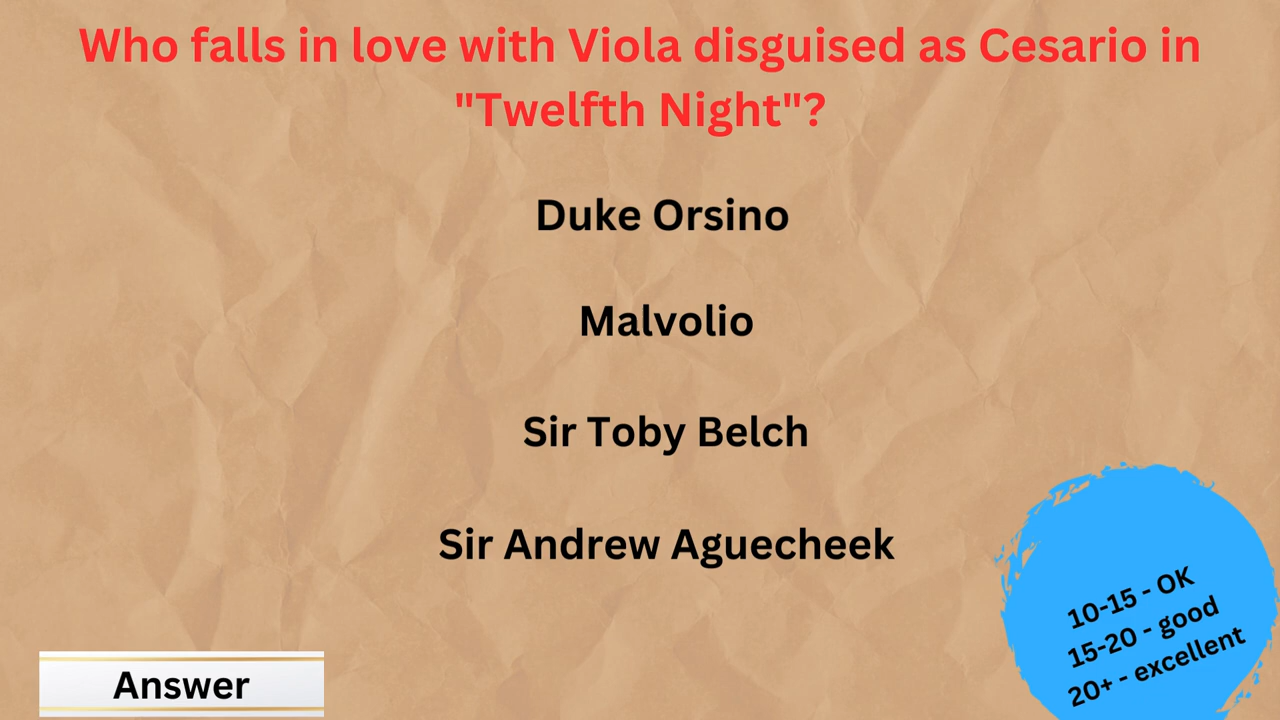 Who falls in love with Viola disguised as Cesario in
"Twelfth Night"?
Duke Orsino
Malvolio
Sir Toby Belch
Sir Andrew Aguecheek
10-15 - OK
15-20 - good
20+ - excellent
Answer